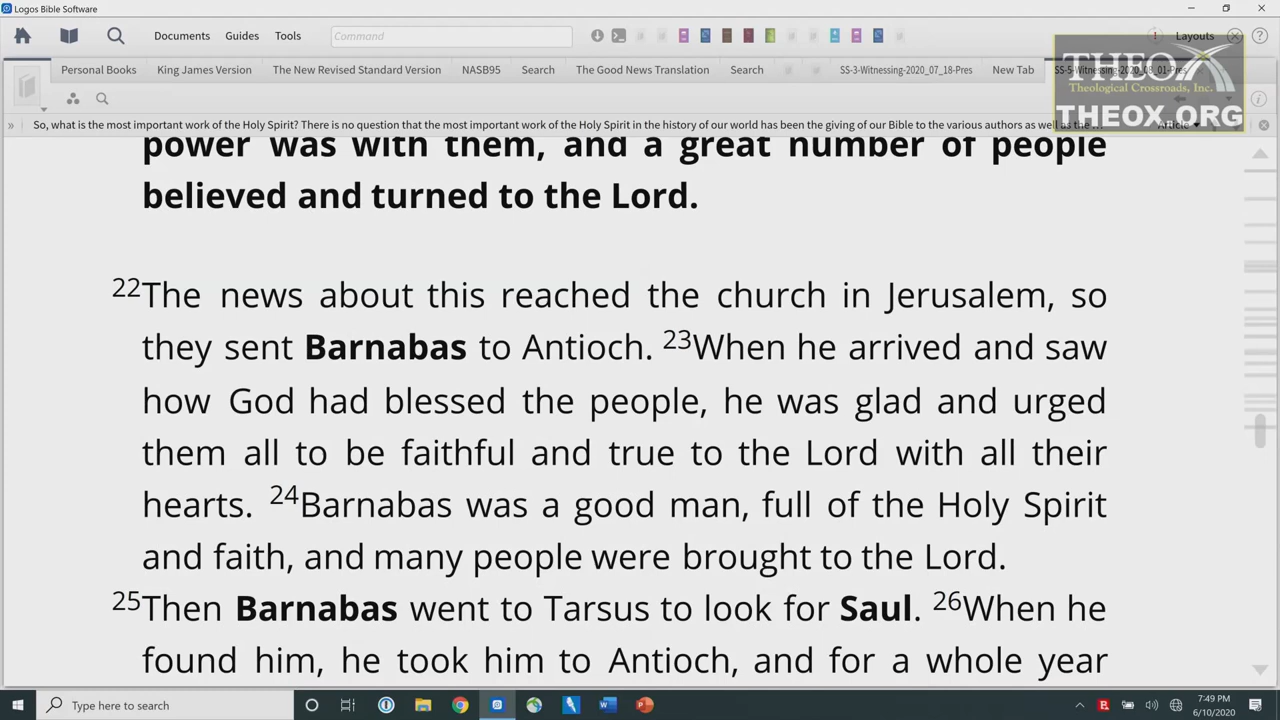 Logos Bible Software
Documents Guides Tools Command Layouts
THEOX
Theological Crossroads, Inc.
THEOX.ORG
Personal Books King James Version The New Revised Standard NASB95 Search The Good News Translation Search SS-3-Witnessing-2020_07_18-Pres New Tab SS-5-Witnessing-2020_08_01-Pres
» So, what is the most important work of the Holy Spirit? There is no question that the most important work of the Holy Spirit in the history of our world has been the giving of our Bible to the various authors as well as the ... Article
power was with them, and a great number of people
believed and turned to the Lord.
22The news about this reached the church in Jerusalem, so
they sent Barnabas to Antioch. 23When he arrived and saw
how God had blessed the people, he was glad and urged
them all to be faithful and true to the Lord with all their
hearts. 24Barnabas was a good man, full of the Holy Spirit
and faith, and many people were brought to the Lord.
25Then Barnabas went to Tarsus to look for Saul. 26When he
found him, he took him to Antioch, and for a whole year
Type here to search
7:49 PM
6/10/2020